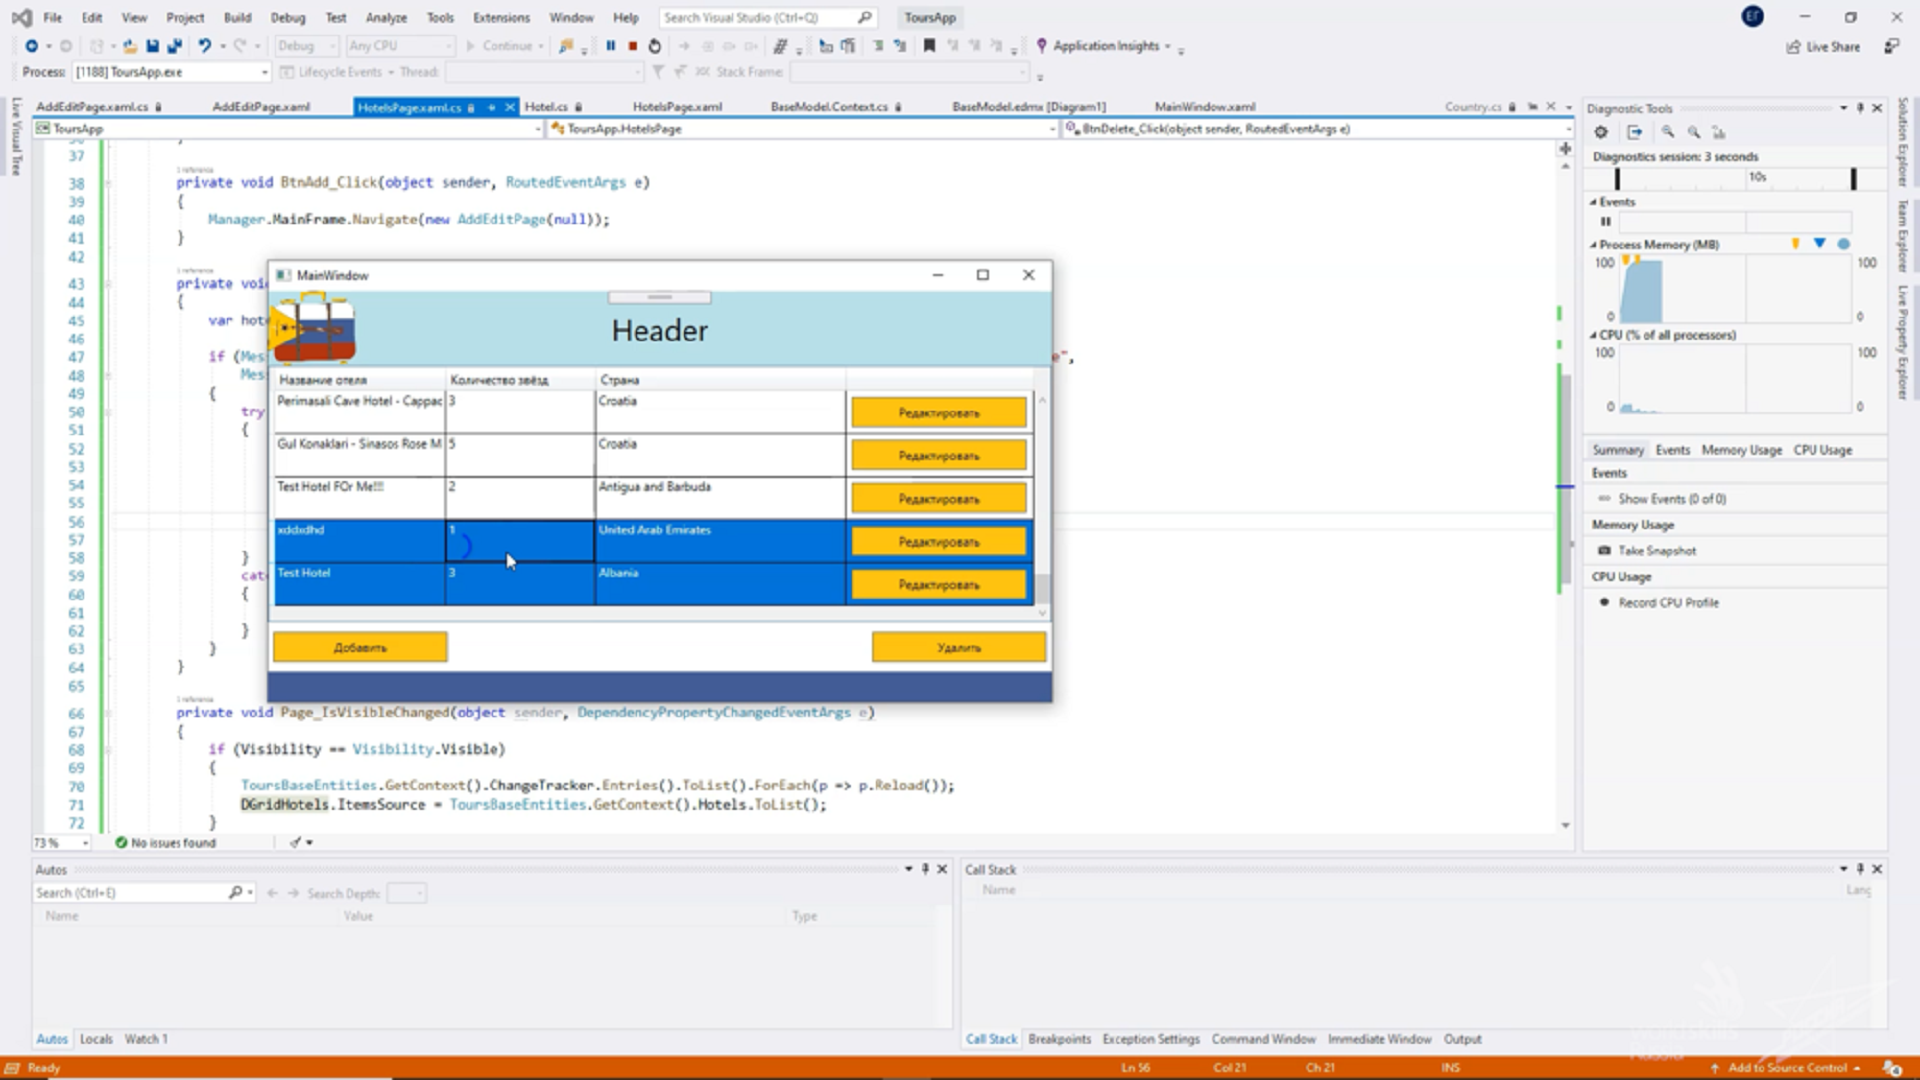 File Edit View Project Build Debug Test Analyze Tools Extensions Window Help Search Visual Studio (Ctrl+Q) ToursApp
Debug Any CPU Continue Application Insights Live Share
Process: [1188] ToursApp.exe Lifecycle Events Thread: Stack Frame:
AddEditPage.xaml.cs AddEditPage.xaml HotelsPage.xaml.cs Hotel.cs HotelsPage.xaml BaseModel.Context.cs BaseModel.edmx [Diagram1] MainWindow.xaml Country.cs
ToursApp ToursApp.HotelsPage BtnDelete_Click(object sender, RoutedEventArgs e)
Live Visual Tree
37
1 reference
38 private void BtnAdd_Click(object sender, RoutedEventArgs e)
39 {
40 Manager.MainFrame.Navigate(new AddEditPage(null));
41 }
42
1 reference
43 private voi
44 {
45 var hot
46
47 if (Mes e",
48 Mes
49 {
50 try
51 {
52
53
54
55
56
57
58 }
59 catc
60 {
61
62 }
63 }
64 }
65
1 reference
66 private void Page_IsVisibleChanged(object sender, DependencyPropertyChangedEventArgs e)
67 {
68 if (Visibility == Visibility.Visible)
69 {
70 ToursBaseEntities.GetContext().ChangeTracker.Entries().ToList().ForEach(p => p.Reload());
71 DGridHotels.ItemsSource = ToursBaseEntities.GetContext().Hotels.ToList();
72 }
MainWindow
Header
Название отеля Количество звёзд Страна
Perimasali Cave Hotel - Cappac 3 Croatia Редактировать
Gul Konaklari - Sinasos Rose M 5 Croatia Редактировать
Test Hotel FOr Me!!! 2 Antigua and Barbuda Редактировать
xddxdhd 1 United Arab Emirates Редактировать
Test Hotel 3 Albania Редактировать
Добавить Удалить
73 % No issues found
Diagnostic Tools
Diagnostics session: 3 seconds
10s
Events
Process Memory (MB)
100 100
0 0
CPU (% of all processors)
100 100
0 0
Summary Events Memory Usage CPU Usage
Events
Show Events (0 of 0)
Memory Usage
Take Snapshot
CPU Usage
Record CPU Profile
Solution Explorer
Team Explorer
Live Property Explorer
Autos
Search (Ctrl+E) Search Depth:
Name Value Type
Autos Locals Watch 1
Call Stack
Name Lang
Call Stack Breakpoints Exception Settings Command Window Immediate Window Output
Ready Ln 56 Col 21 Ch 21 INS Add to Source Control